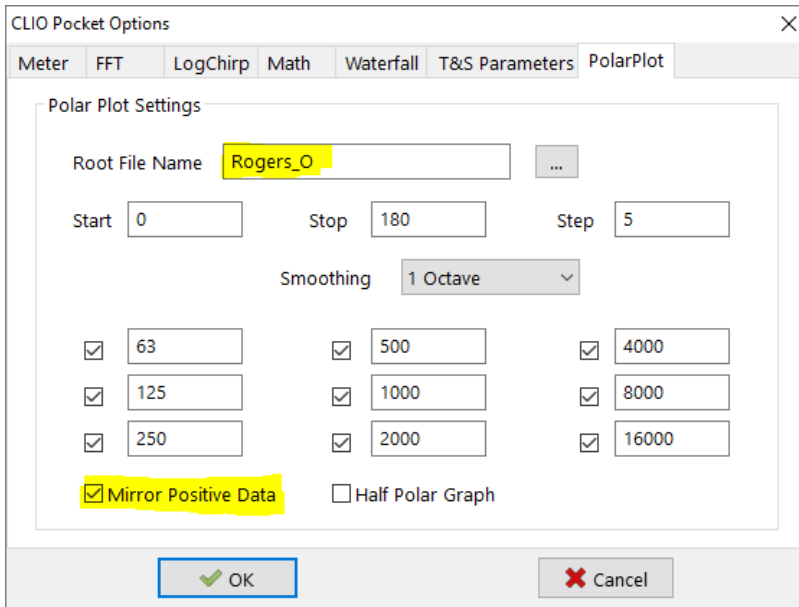 CLIO Pocket Options
Meter FFT LogChirp Math Waterfall T&S Parameters PolarPlot
Polar Plot Settings
Root File Name Rogers_O ...
Start 0 Stop 180 Step 5
Smoothing 1 Octave
63 500 4000
125 1000 8000
250 2000 16000
Mirror Positive Data Half Polar Graph
OK Cancel